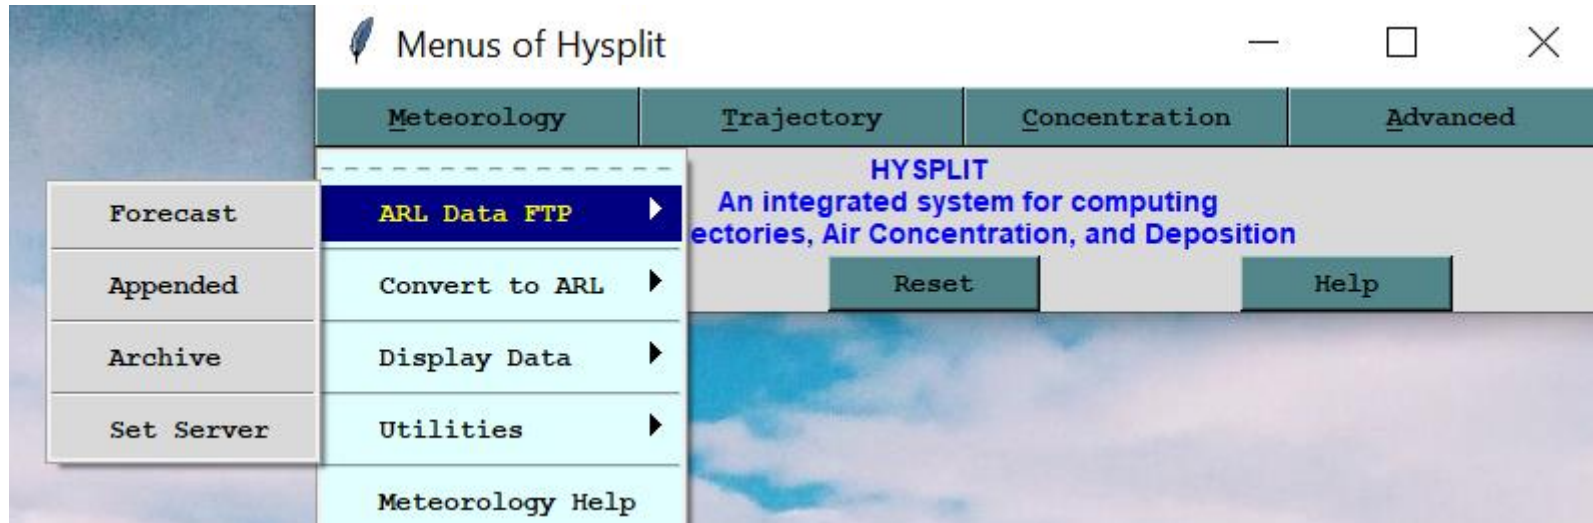 Menus of Hysplit
Meteorology Trajectory Concentration Advanced
HYSPLIT
An integrated system for computing
ectories, Air Concentration, and Deposition
Reset Help
ARL Data FTP
Convert to ARL
Display Data
Utilities
Meteorology Help
Forecast
Appended
Archive
Set Server